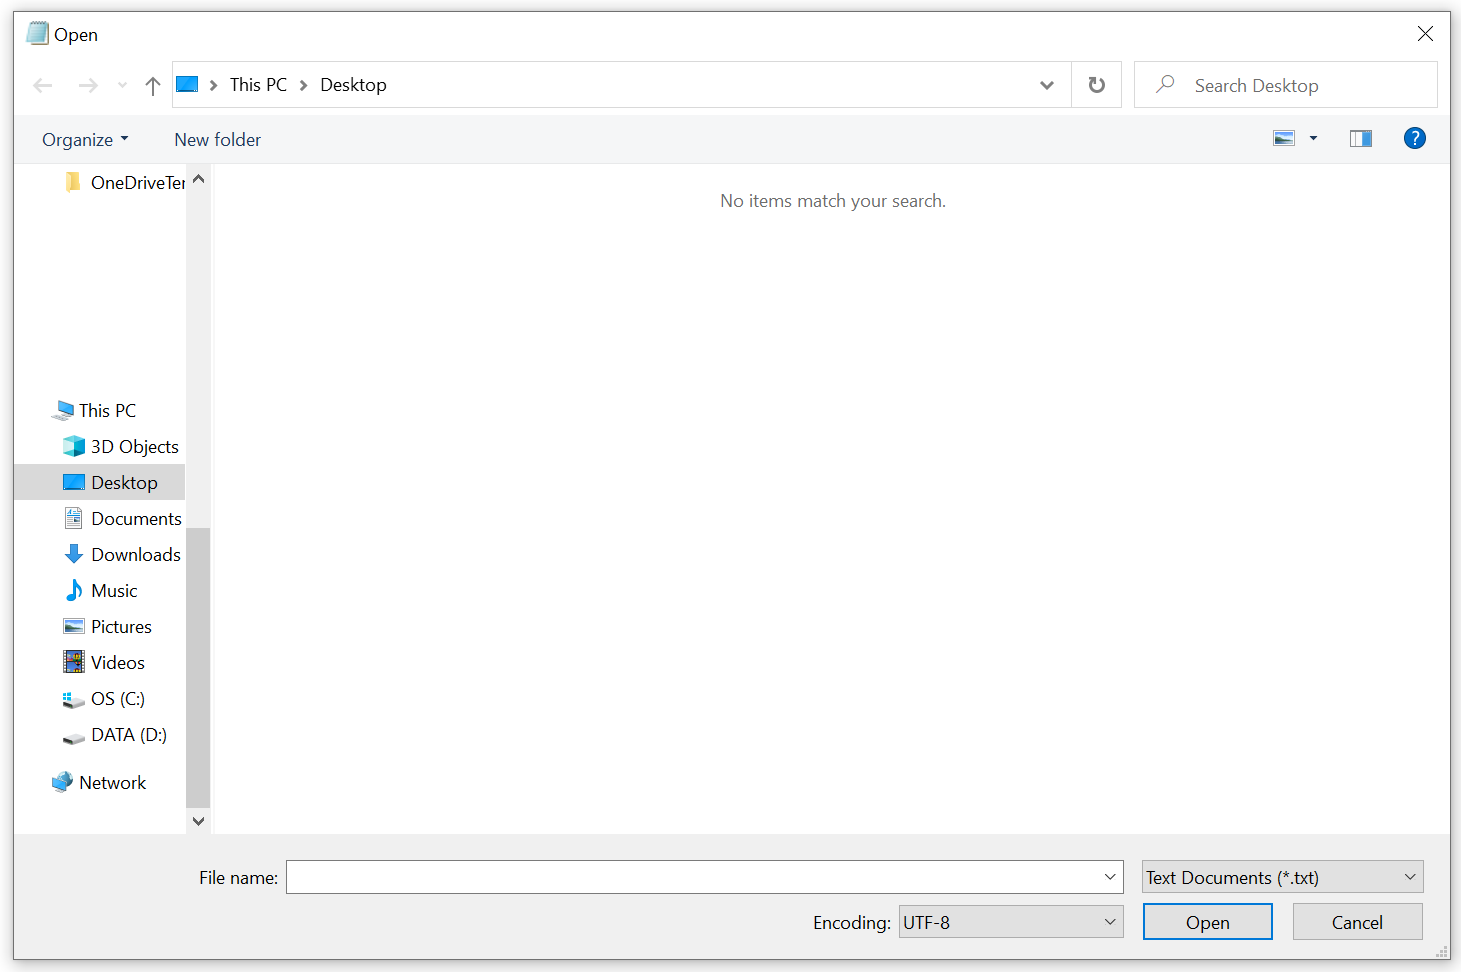 Open
This PC > Desktop
Search Desktop
Organize
New folder
OneDriveTer
No items match your search.
This PC
3D Objects
Desktop
Documents
Downloads
Music
Pictures
Videos
OS (C:)
DATA (D:)
Network
File name:
Text Documents (*.txt)
Encoding: UTF-8
Open
Cancel